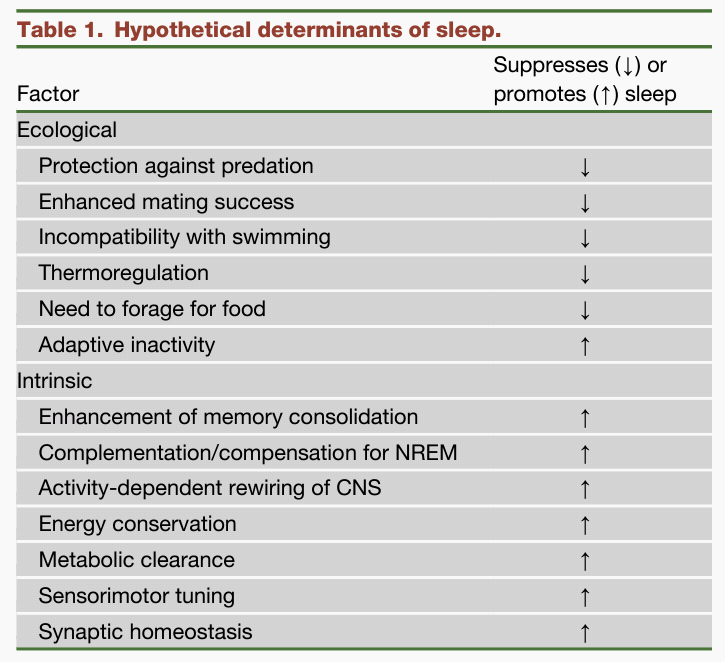 Table 1. Hypothetical determinants of sleep.
Suppresses (↓) or
Factor promotes (↑) sleep
Ecological
Protection against predation ↓
Enhanced mating success ↓
Incompatibility with swimming ↓
Thermoregulation ↓
Need to forage for food ↓
Adaptive inactivity ↑
Intrinsic
Enhancement of memory consolidation ↑
Complementation/compensation for NREM ↑
Activity-dependent rewiring of CNS ↑
Energy conservation ↑
Metabolic clearance ↑
Sensorimotor tuning ↑
Synaptic homeostasis ↑